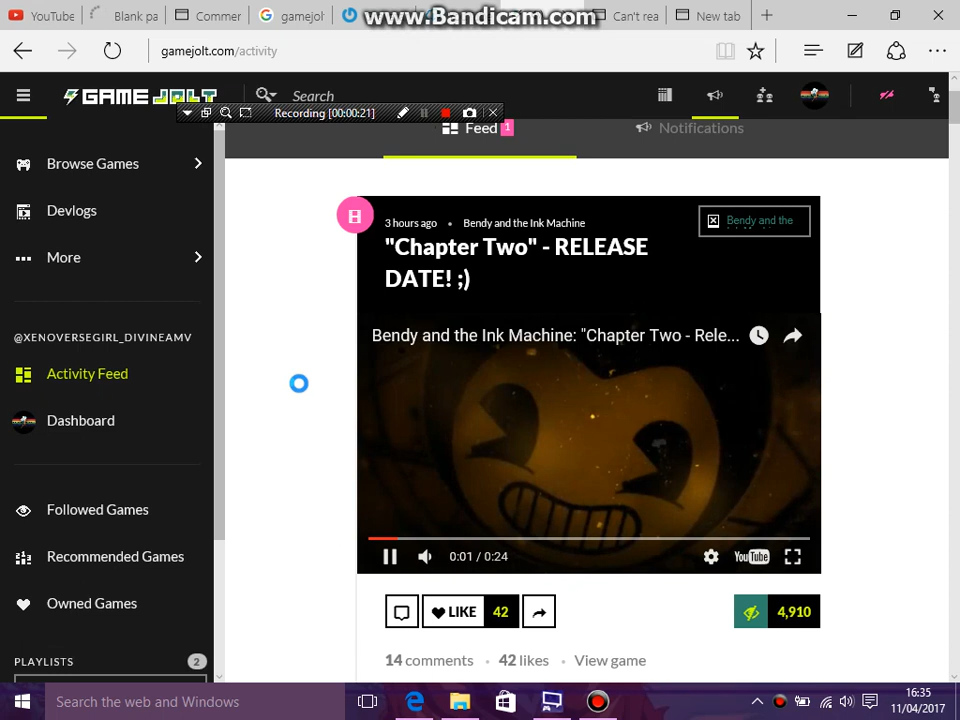 YouTube
Blank pa
Commer
gamejol
www.Bandicam.com
Can't rea
New tab
gamejolt.com/activity
GAME JOLT
Search
Recording [00:00:21]
Feed 1
Notifications
Browse Games
Devlogs
More
@XENOVERSEGIRL_DIVINEAMV
Activity Feed
Dashboard
Followed Games
Recommended Games
Owned Games
PLAYLISTS 2
3 hours ago • Bendy and the Ink Machine
"Chapter Two" - RELEASE
DATE! ;)
Bendy and the
Bendy and the Ink Machine: "Chapter Two - Rele...
0:01 / 0:24
YouTube
LIKE 42
4,910
14 comments • 42 likes • View game
Search the web and Windows
16:35
11/04/2017